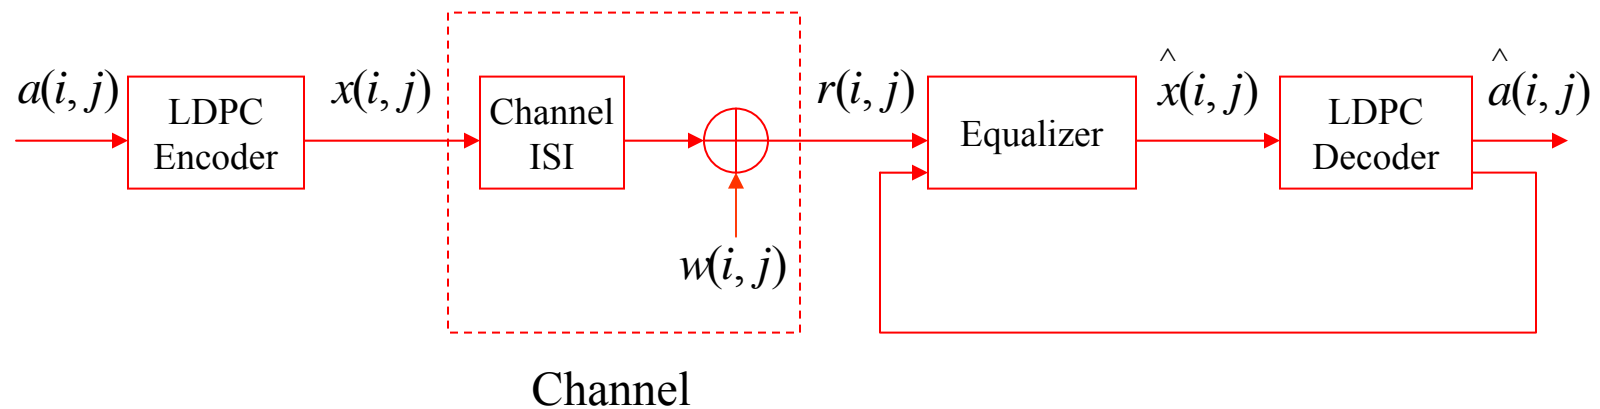 a(i, j)
LDPC
Encoder
x(i, j)
Channel
ISI
w(i, j)
r(i, j)
Equalizer
x̂(i, j)
LDPC
Decoder
â(i, j)
Channel